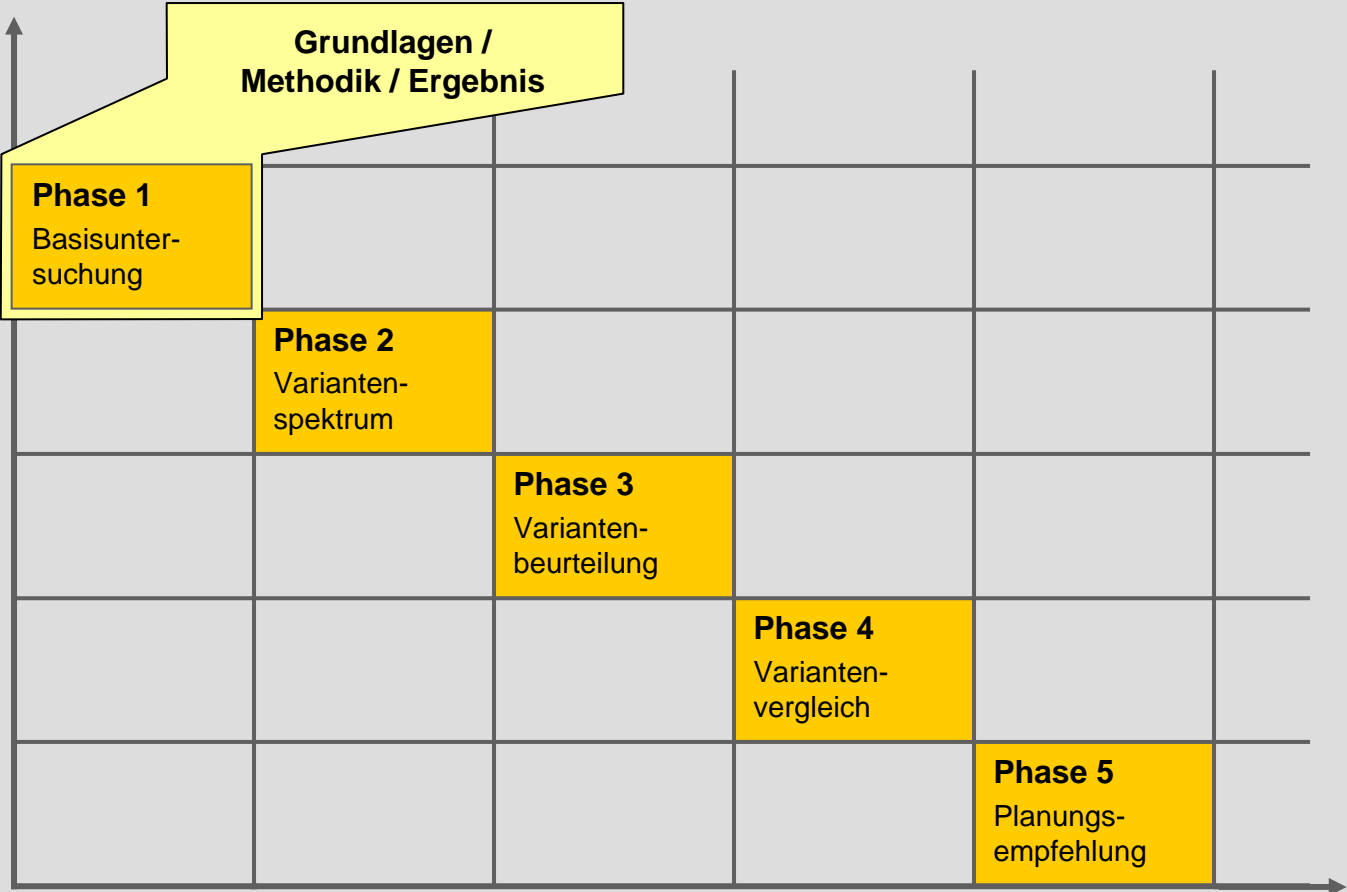 Grundlagen /
Methodik / Ergebnis
Phase 1
Basisunter-
suchung
Phase 2
Varianten-
spektrum
Phase 3
Varianten-
beurteilung
Phase 4
Varianten-
vergleich
Phase 5
Planungs-
empfehlung